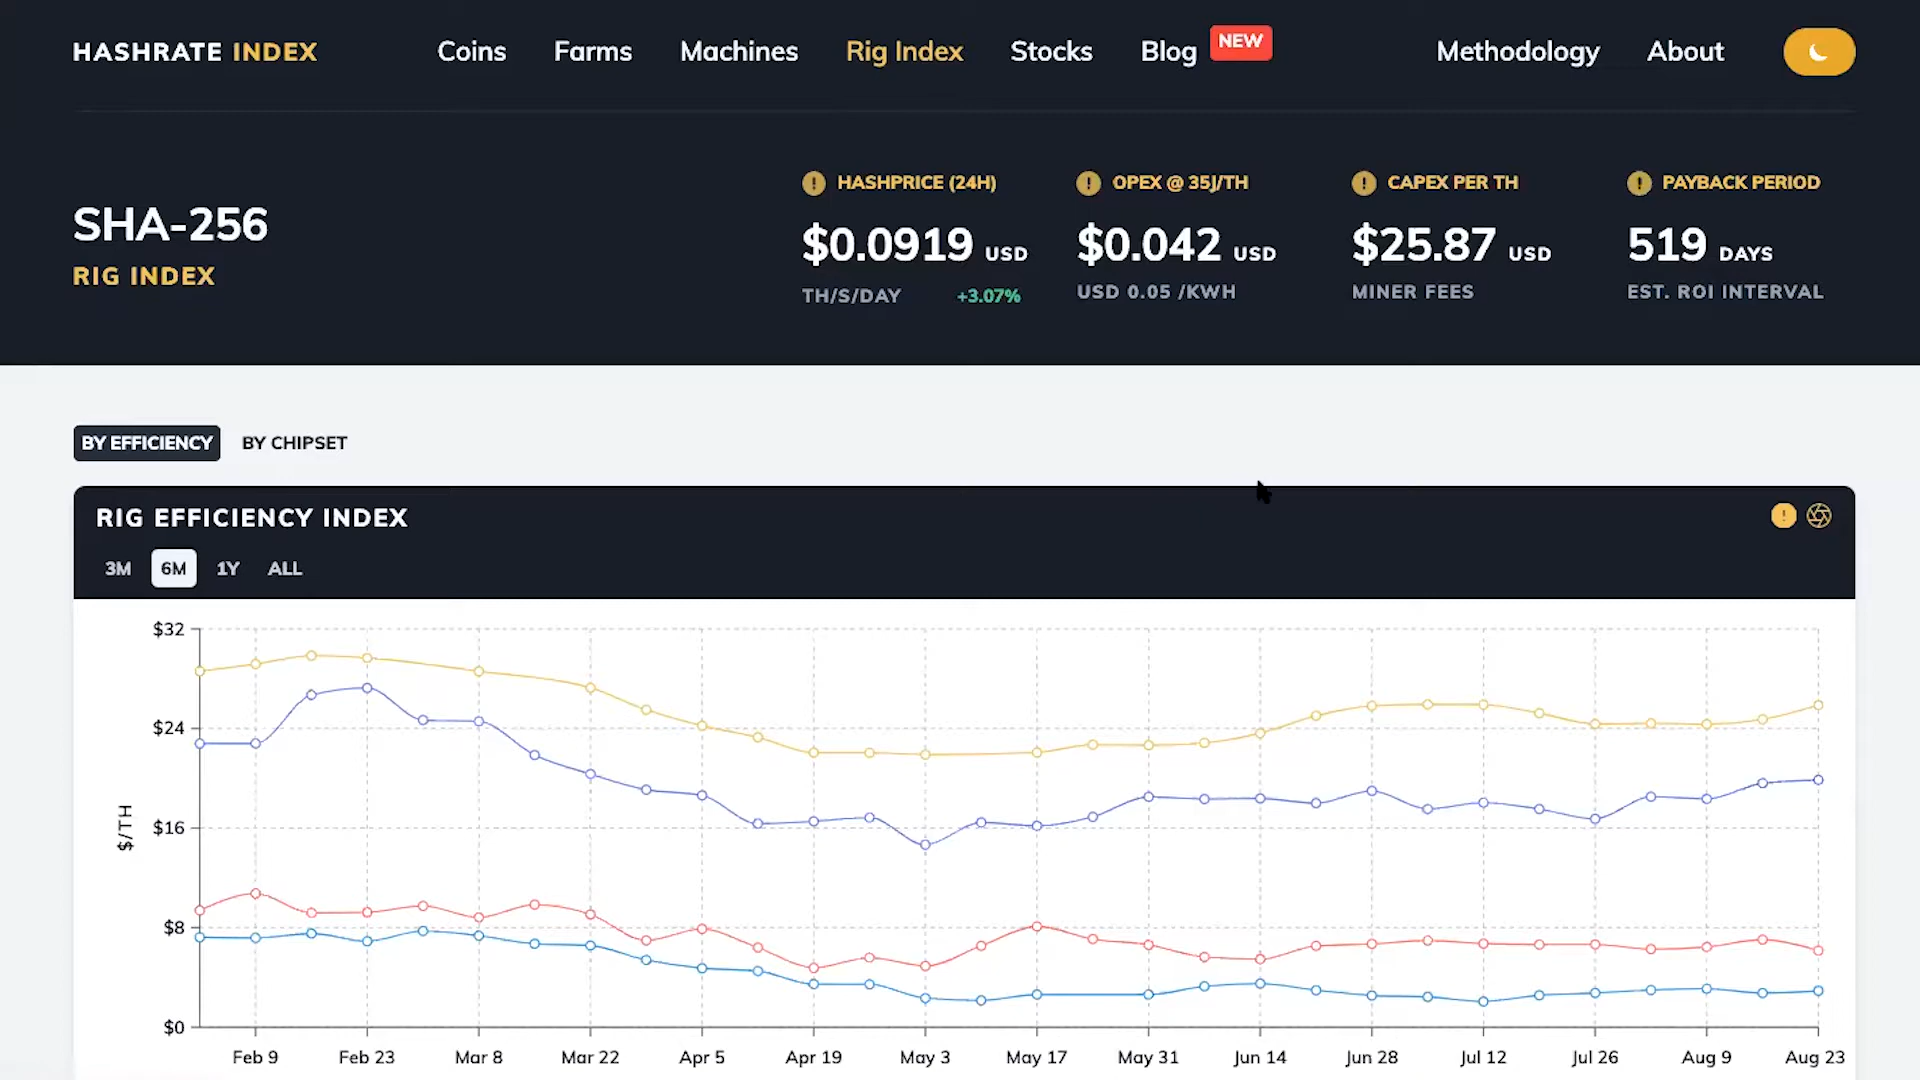 HASHRATE INDEX
Coins
Farms
Machines
Rig Index
Stocks
Blog
NEW
Methodology
About
SHA-256
RIG INDEX
HASHPRICE (24H)
$0.0919 USD
TH/S/DAY +3.07%
OPEX @ 35J/TH
$0.042 USD
USD 0.05 /KWH
CAPEX PER TH
$25.87 USD
MINER FEES
PAYBACK PERIOD
519 DAYS
EST. ROI INTERVAL
BY EFFICIENCY
BY CHIPSET
RIG EFFICIENCY INDEX
3M
6M
1Y
ALL
$32
$24
$16
$8
$0
$/TH
Feb 9
Feb 23
Mar 8
Mar 22
Apr 5
Apr 19
May 3
May 17
May 31
Jun 14
Jun 28
Jul 12
Jul 26
Aug 9
Aug 23